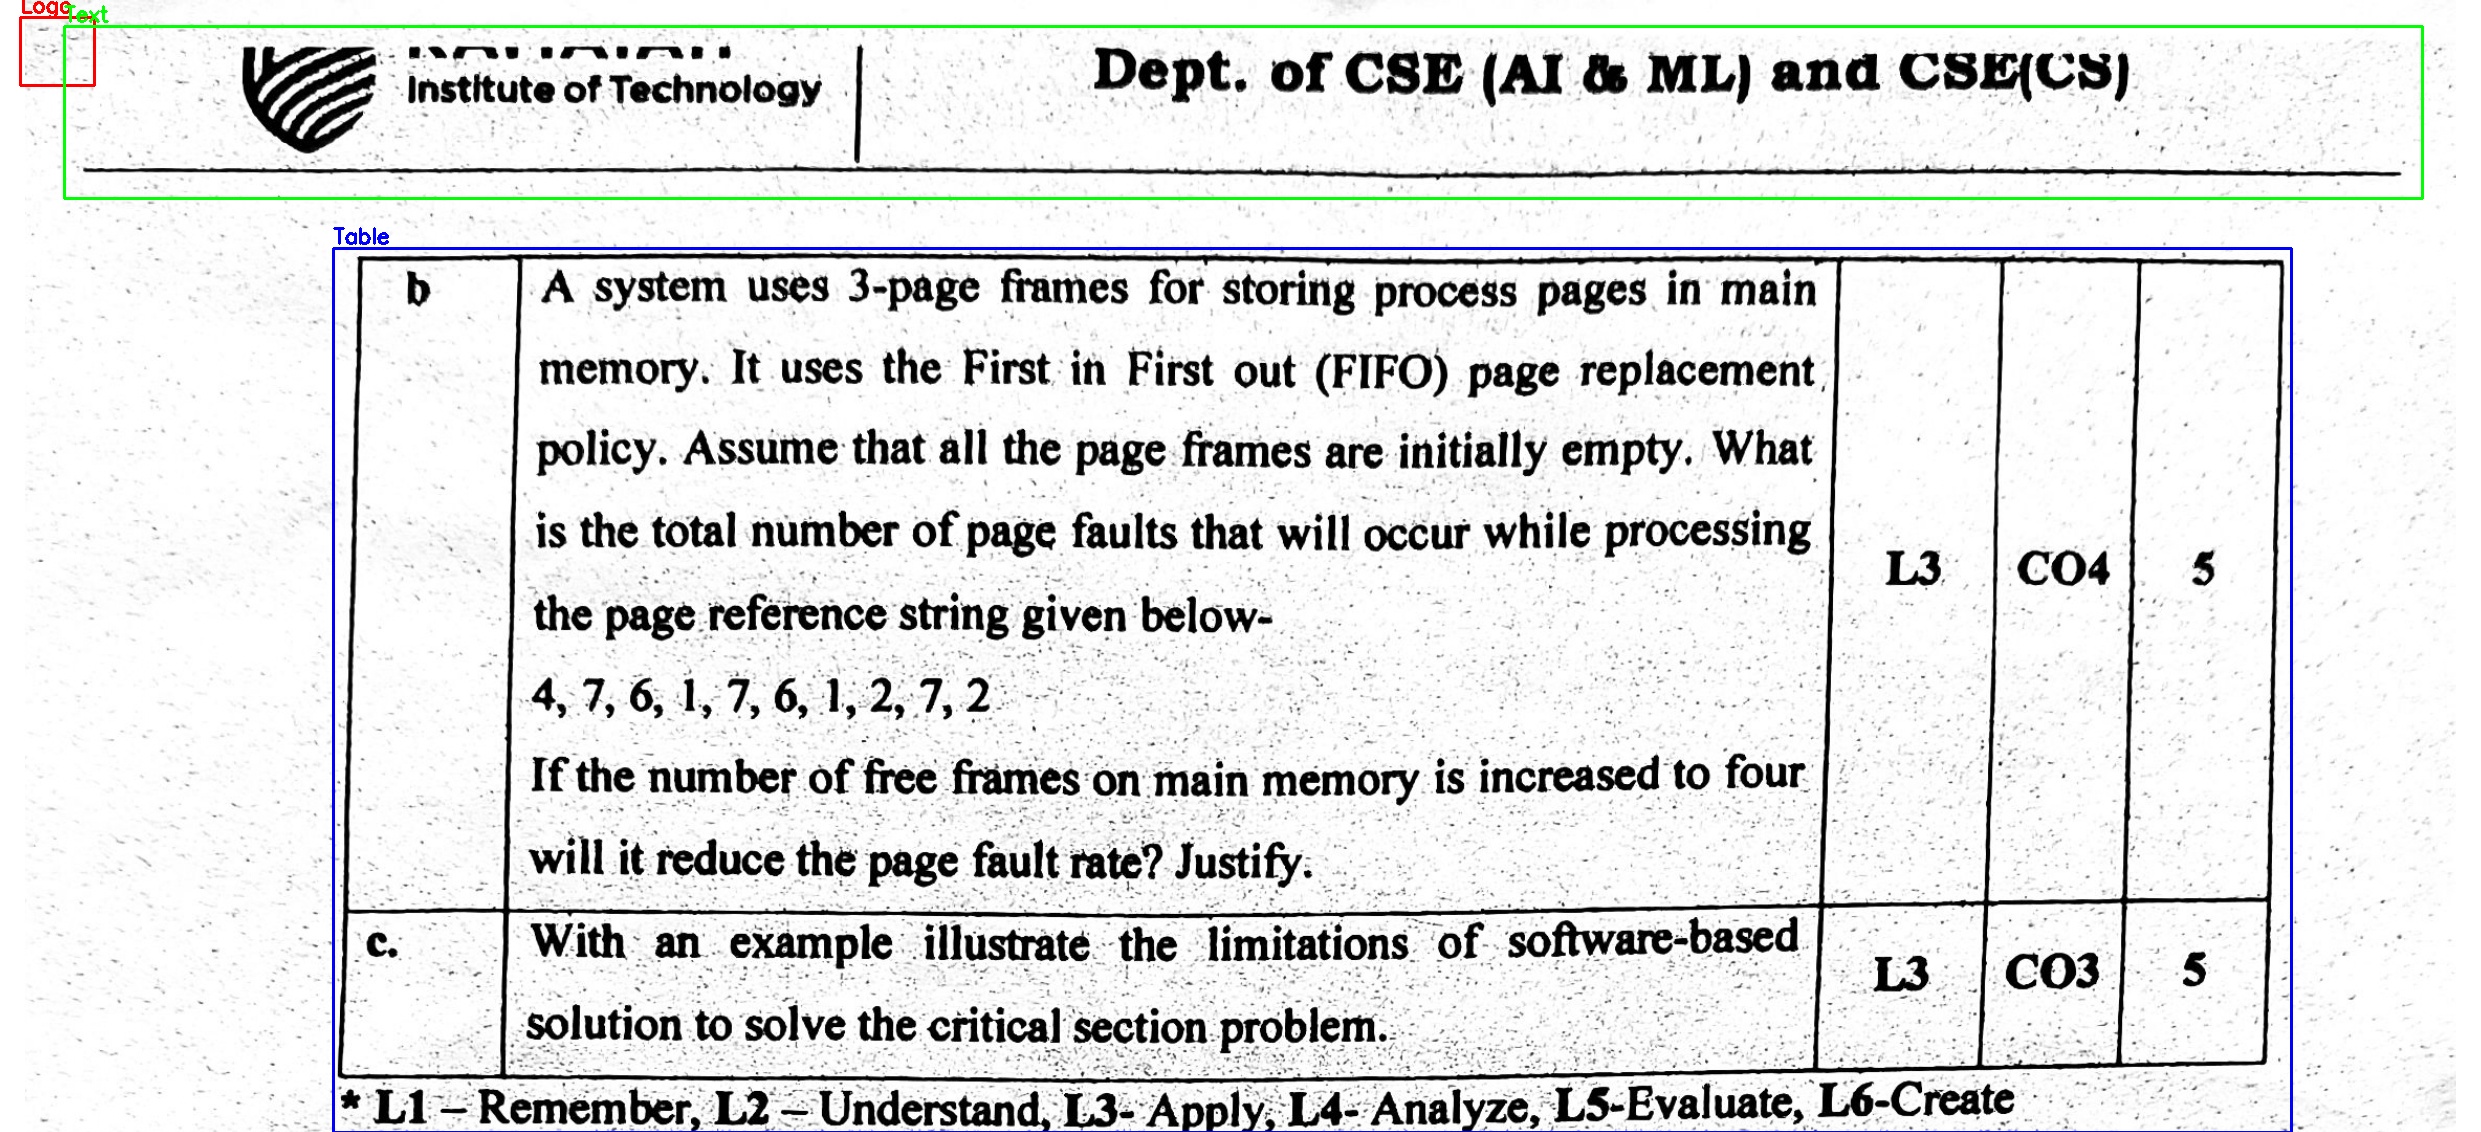 Logo
Text
Institute of Technology
Dept. of CSE (AI & ML) and CSE(CS)
Table
b
A system uses 3-page frames for storing process pages in main
memory. It uses the First in First out (FIFO) page replacement
policy. Assume that all the page frames are initially empty. What
is the total number of page faults that will occur while processing
the page reference string given below-
4, 7, 6, 1, 7, 6, 1, 2, 7, 2
If the number of free frames on main memory is increased to four
will it reduce the page fault rate? Justify.
L3
CO4
5
c.
With an example illustrate the limitations of software-based
solution to solve the critical section problem.
L3
CO3
5
* L1 – Remember, L2 – Understand, L3- Apply, L4- Analyze, L5-Evaluate, L6-Create